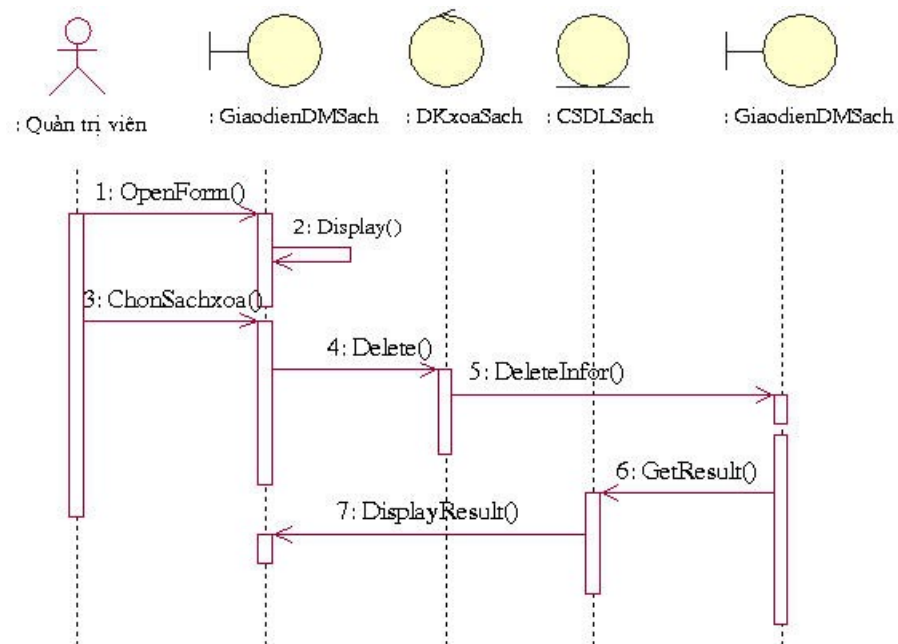 : Quản trị viên
: GiaodienDMSach
: DKxoaSach
: CSDLSach
: GiaodienDMSach
1: OpenForm()
2: Display()
3: ChonSachxoa()
4: Delete()
5: DeleteInfor()
6: GetResult()
7: DisplayResult()